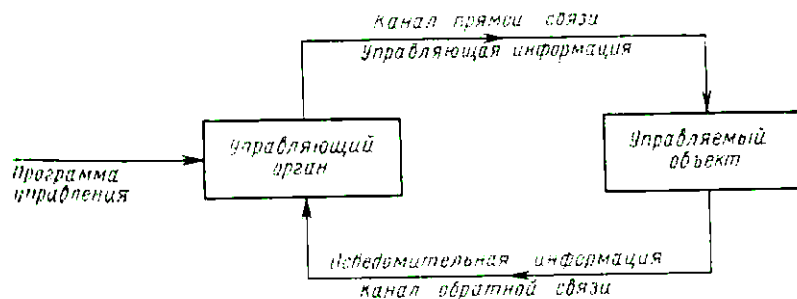 Канал прямой связи
Управляющая информация
Управляющий
орган
Управляемый
объект
Программа
управления
Осведомительная информация
Канал обратной связи